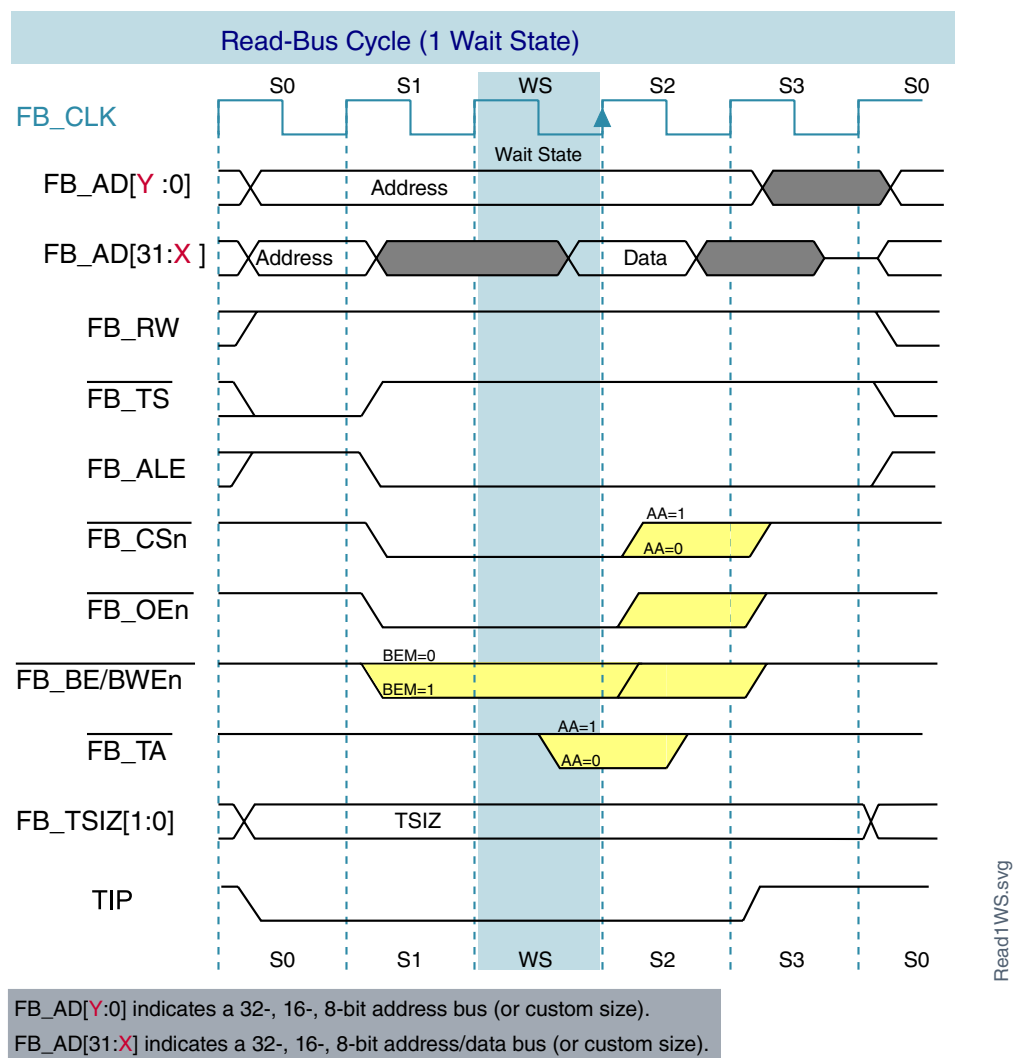 Read-Bus Cycle (1 Wait State)
S0 S1 WS S2 S3 S0
FB_CLK
Wait State
FB_AD[Y :0]
Address
FB_AD[31:X ]
Address Data
FB_RW
FB_TS
FB_ALE
FB_CSn
AA=1
AA=0
FB_OEn
FB_BE/BWEn
BEM=0
BEM=1
FB_TA
AA=1
AA=0
FB_TSIZ[1:0]
TSIZ
TIP
S0 S1 WS S2 S3 S0
Read1WS.svg
FB_AD[Y:0] indicates a 32-, 16-, 8-bit address bus (or custom size).
FB_AD[31:X] indicates a 32-, 16-, 8-bit address/data bus (or custom size).